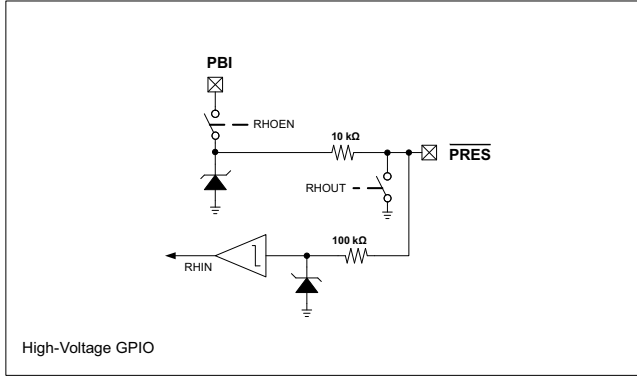 PBI
RHOEN
10 kΩ
PRES
RHOUT
100 kΩ
RHIN
High-Voltage GPIO